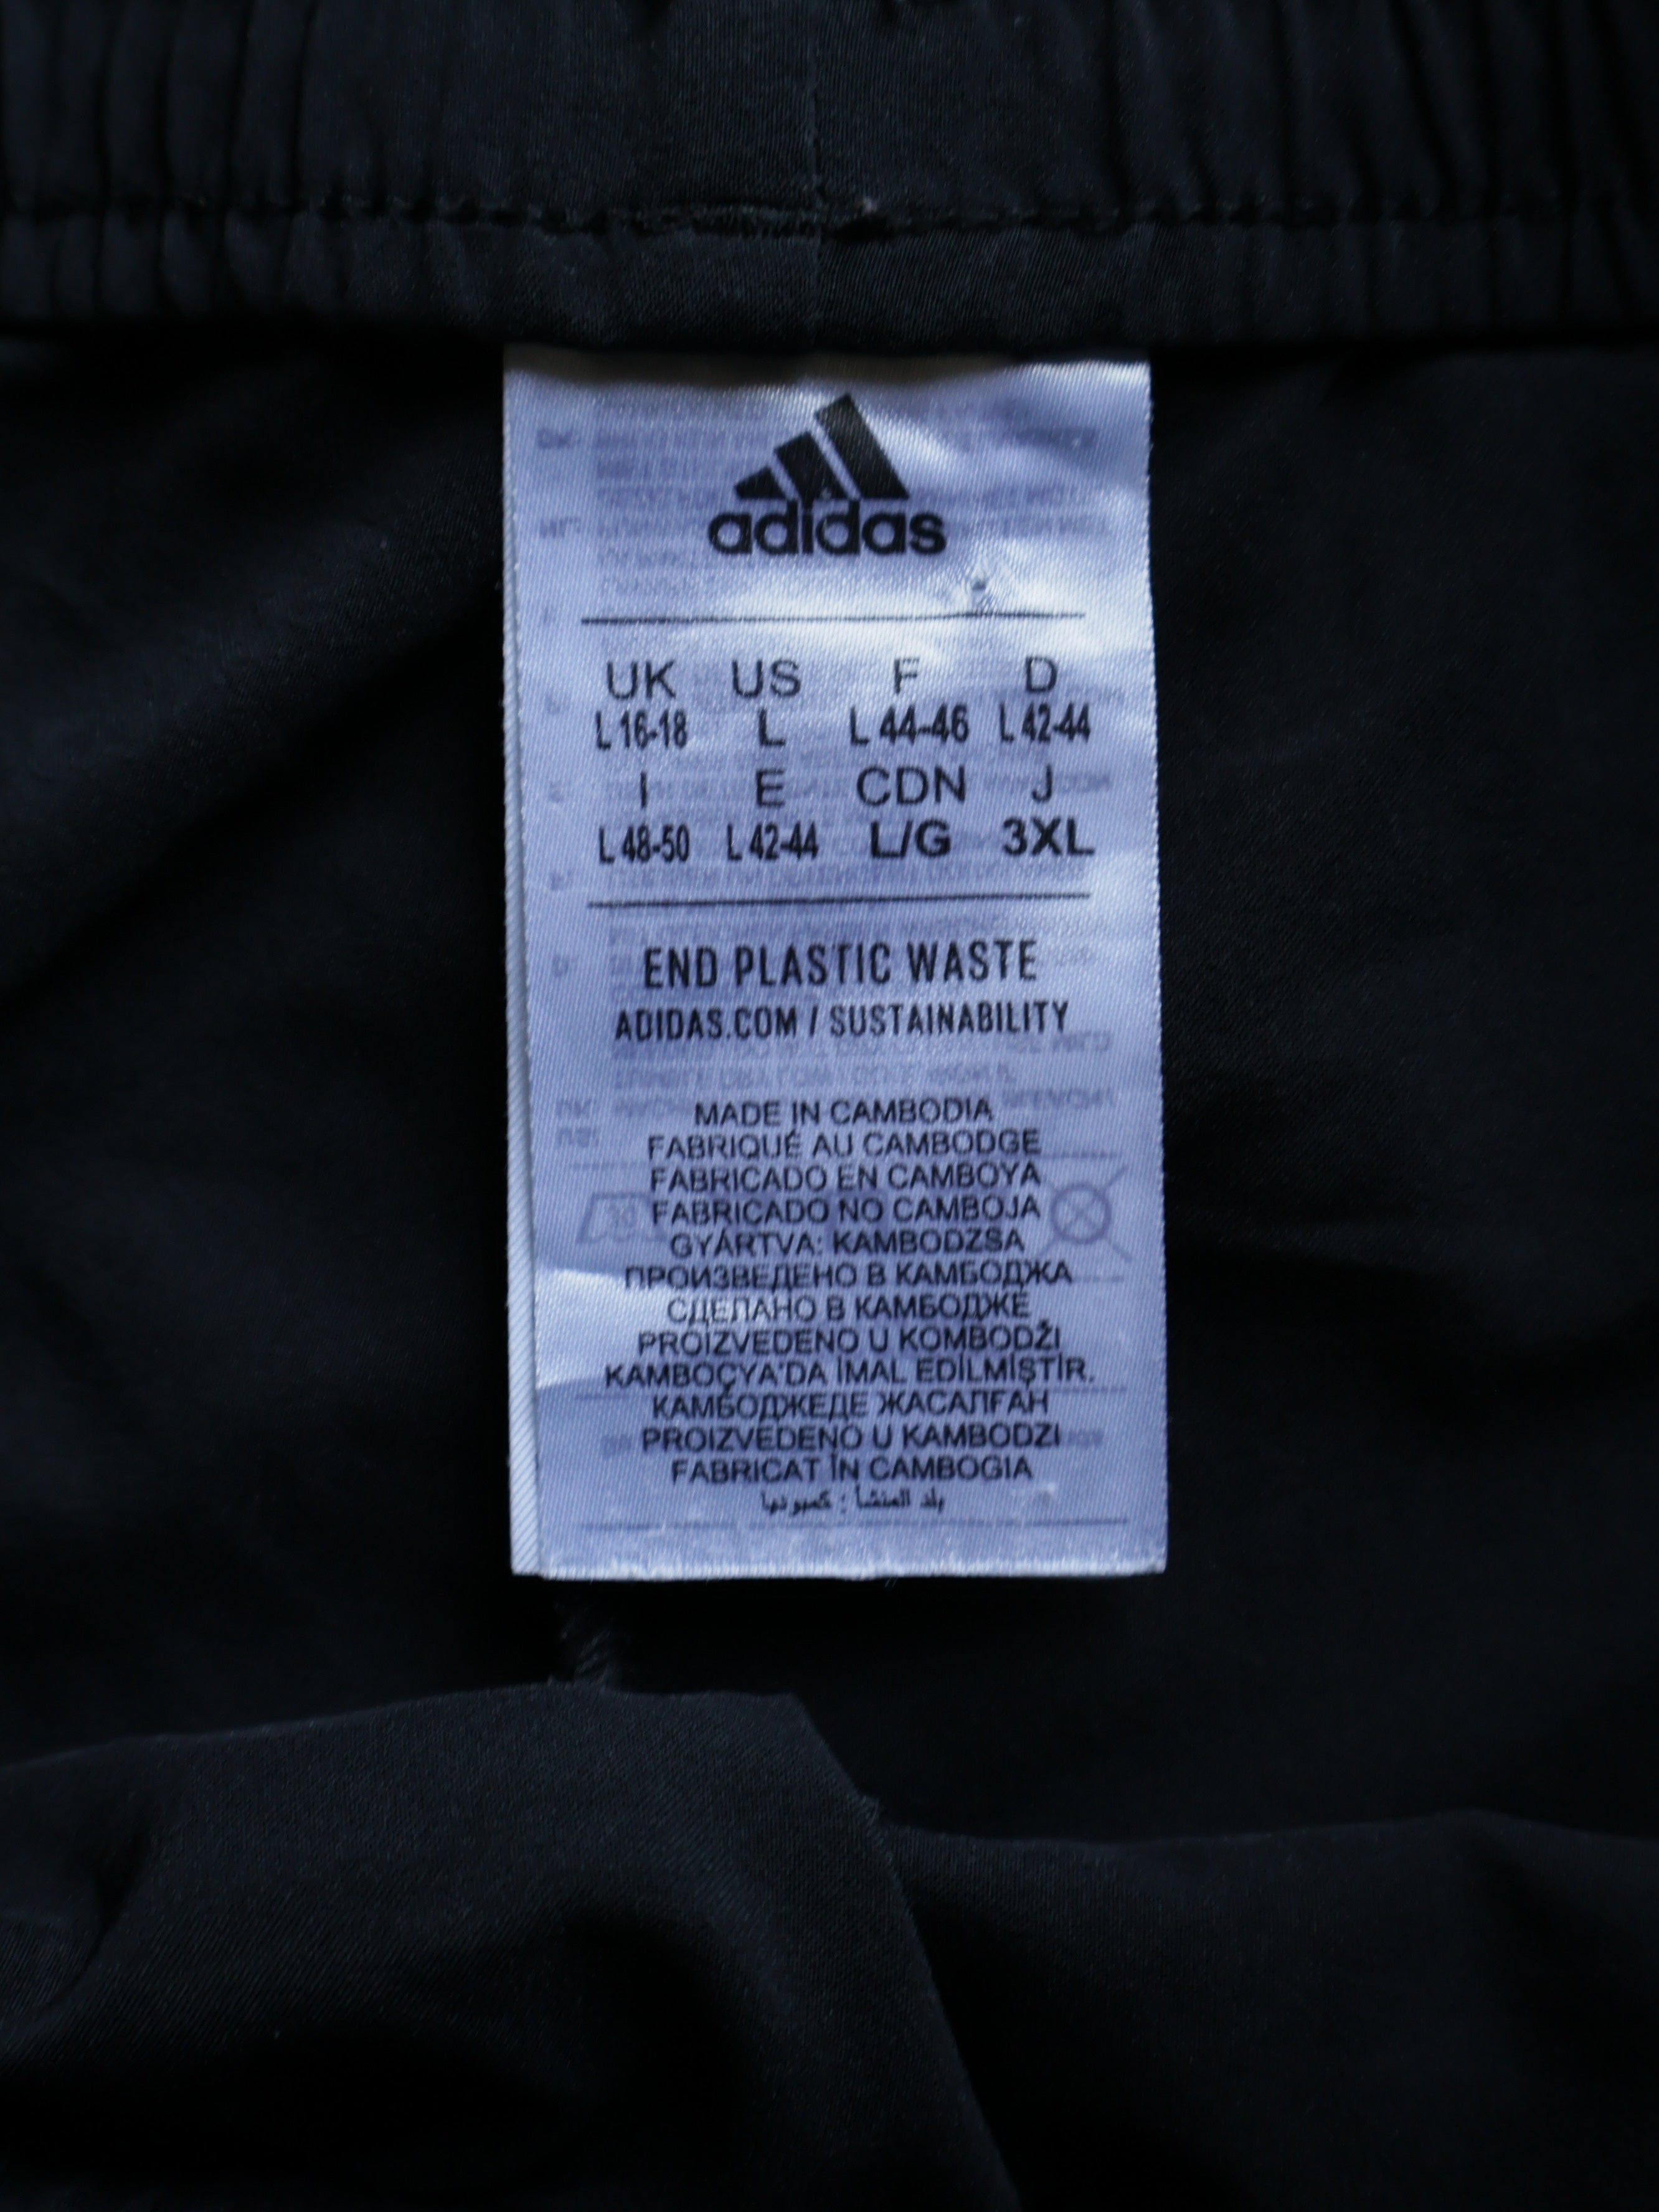 adidas
UK US F D
L 16-18 L L 44-46 L 42-44
I E CDN J
L 48-50 L 42-44 L/G 3XL
END PLASTIC WASTE
ADIDAS.COM / SUSTAINABILITY
MADE IN CAMBODIA
FABRIQUÉ AU CAMBODGE
FABRICADO EN CAMBOYA
FABRICADO NO CAMBOJA
GYÁRTVA: KAMBODZSA
ПРОИЗВЕДЕНО В КАМБОДЖА
СДЕЛАНО В КАМБОДЖЕ
PROIZVEDENO U KOMBODŽI
KAMBOÇYA'DA İMAL EDİLMİŞTİR.
КАМБОДЖЕДЕ ЖАСАЛҒАН
PROIZVEDENO U KAMBODZI
FABRICAT ÎN CAMBOGIA
بلد المنشأ : كمبوديا